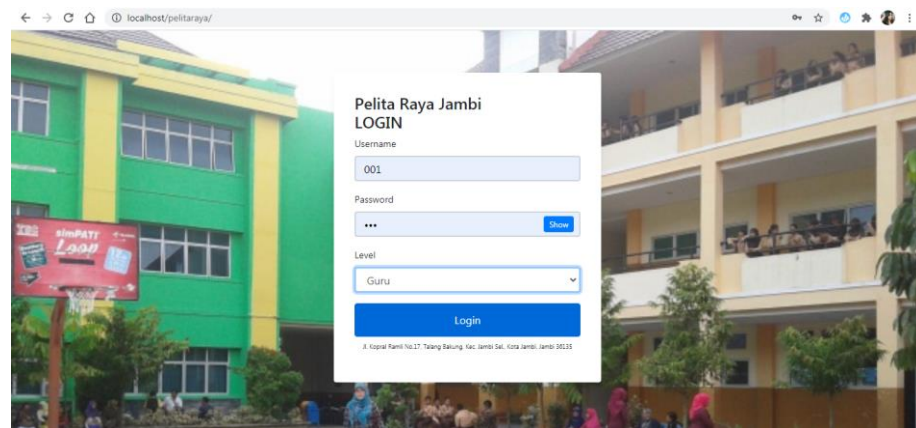 localhost/pelitaraya/
Pelita Raya Jambi
LOGIN
Username
001
Password
•••
Show
Level
Guru
Login
Jl. Kopral Ramli No.17, Talang Bakung, Kec. Jambi Sel., Kota Jambi, Jambi 36135
simPATI
Loop